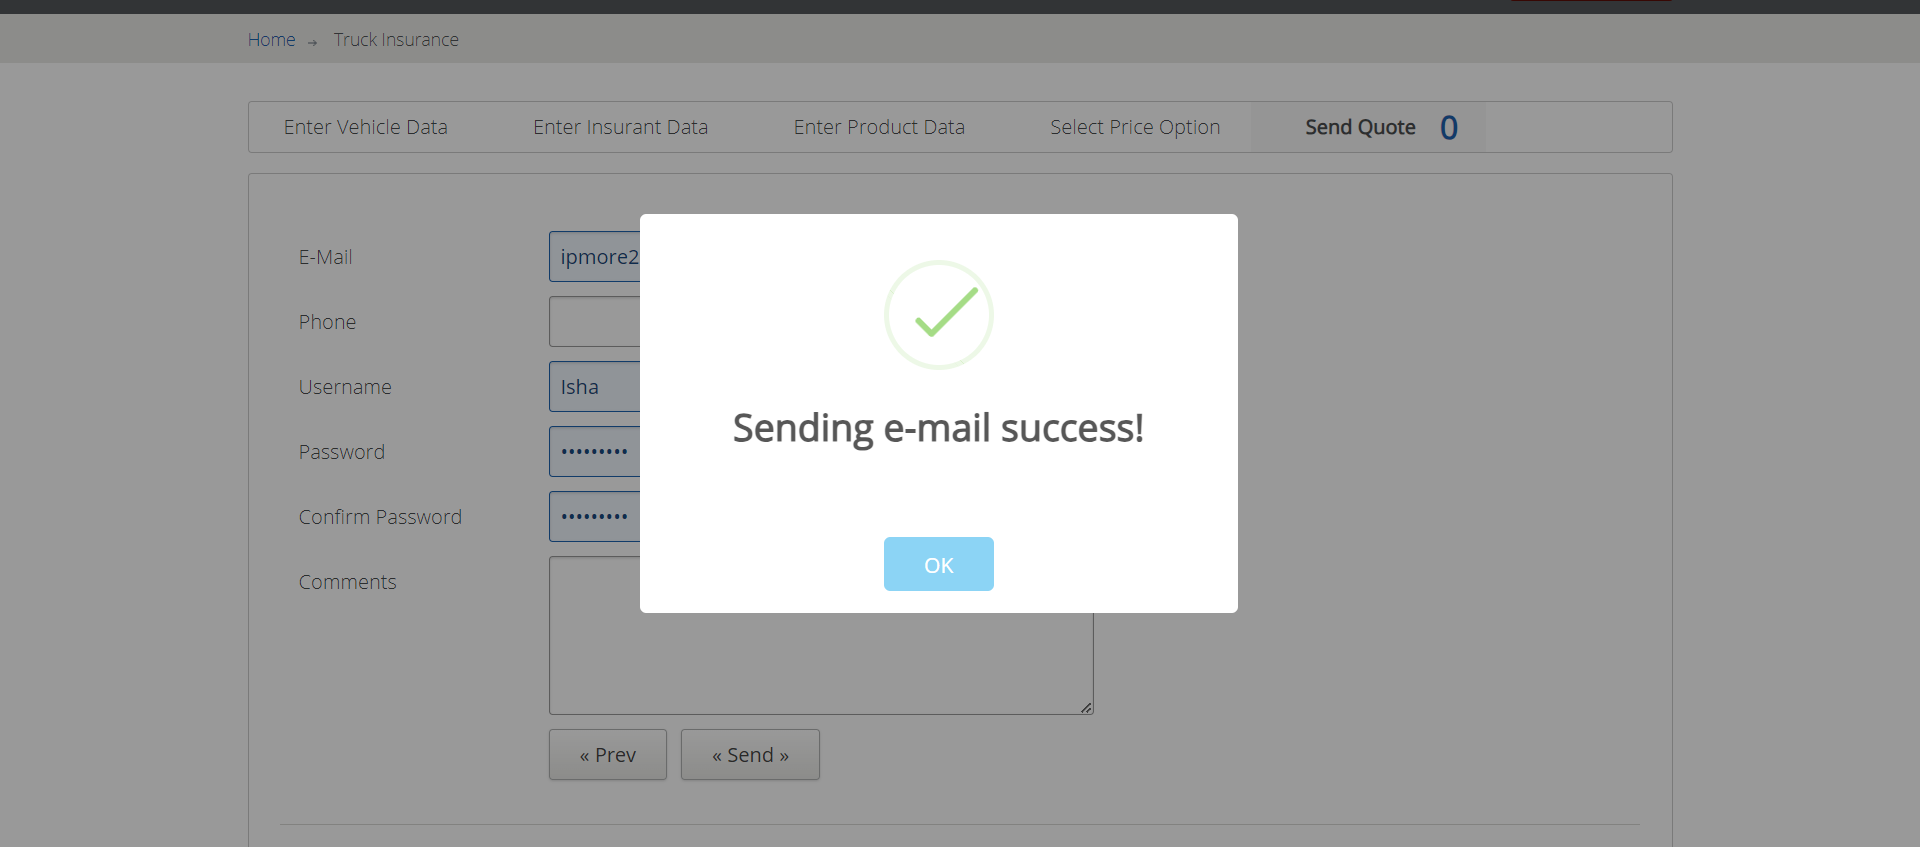 Home → Truck Insurance
Enter Vehicle Data Enter Insurant Data Enter Product Data Select Price Option Send Quote 0
E-Mail ipmore2
Phone
Username Isha
Password •••••••••
Confirm Password •••••••••
Comments
Sending e-mail success!
OK
« Prev « Send »